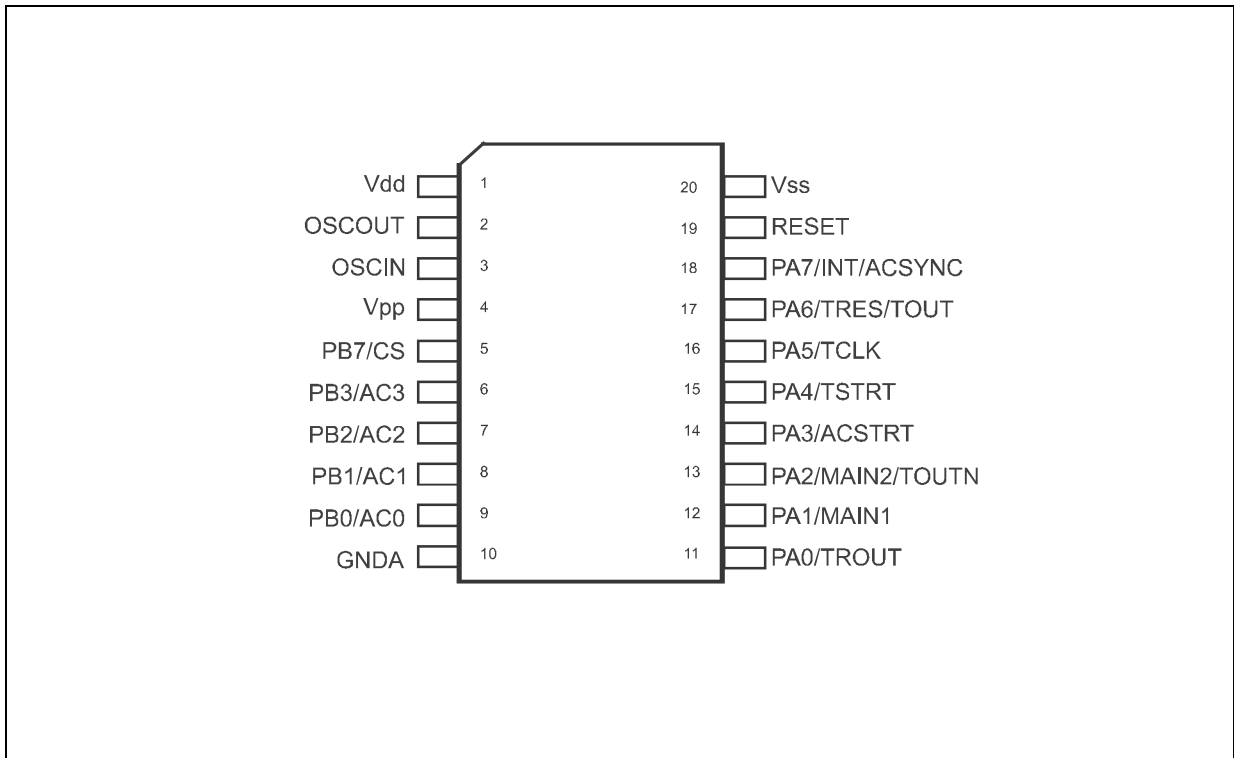 Vdd 1 20 Vss
OSCOUT 2 19 RESET
OSCIN 3 18 PA7/INT/ACSYNC
Vpp 4 17 PA6/TRES/TOUT
PB7/CS 5 16 PA5/TCLK
PB3/AC3 6 15 PA4/TSTRT
PB2/AC2 7 14 PA3/ACSTRT
PB1/AC1 8 13 PA2/MAIN2/TOUTN
PB0/AC0 9 12 PA1/MAIN1
GNDA 10 11 PA0/TROUT